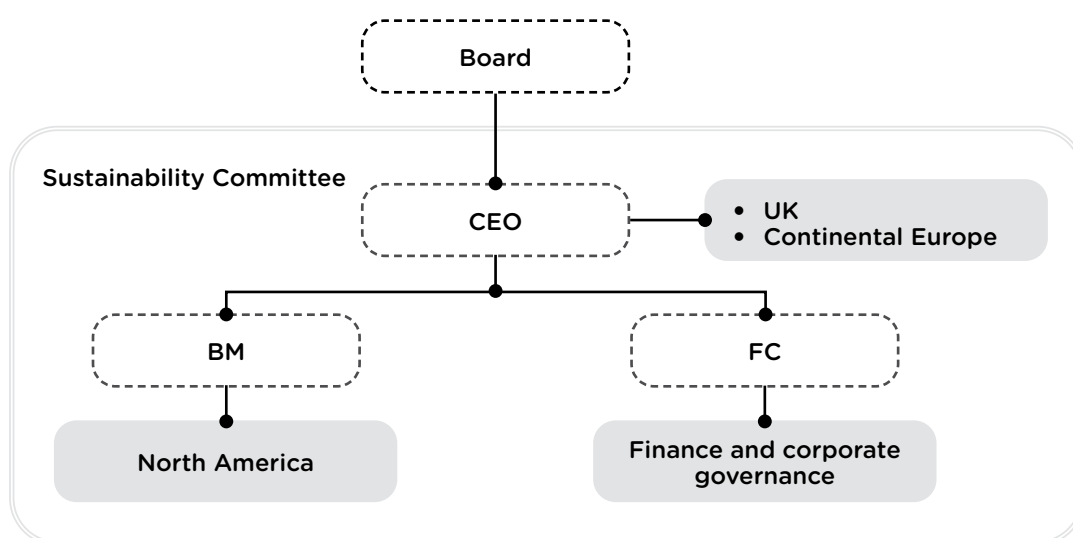 Board
Sustainability Committee
CEO
• UK
• Continental Europe
BM
FC
North America
Finance and corporate
governance